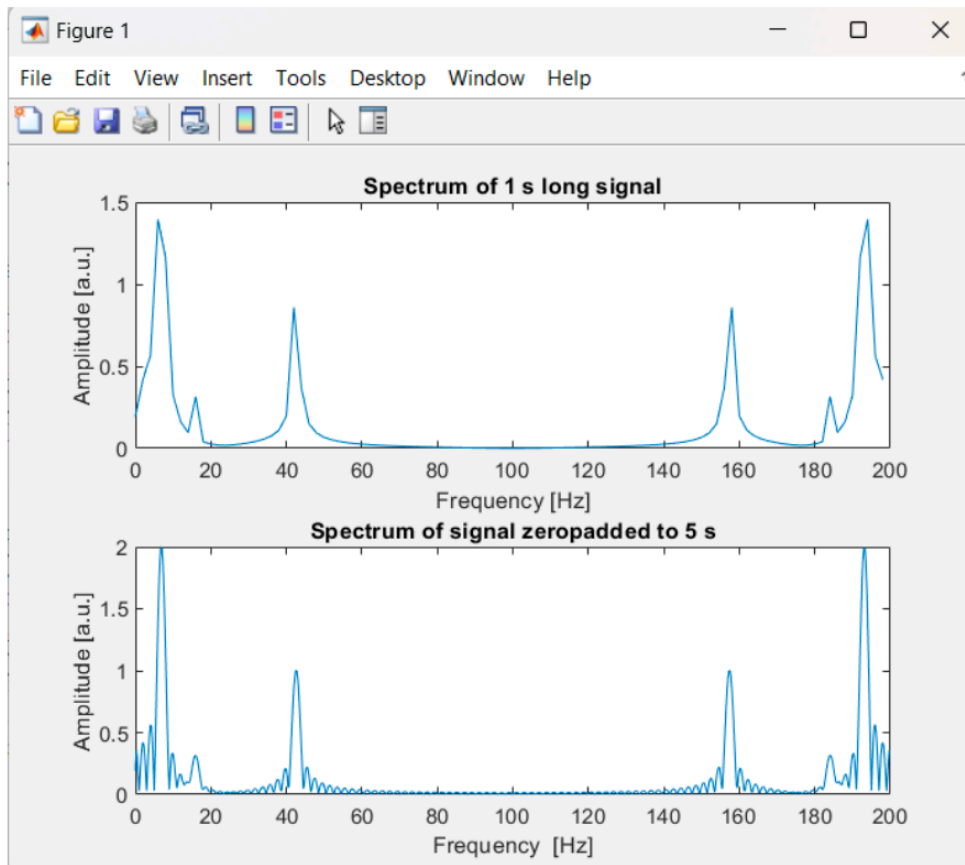 Figure 1
File Edit View Insert Tools Desktop Window Help
Spectrum of 1 s long signal
Amplitude [a.u.]
1.5
1
0.5
0
0 20 40 60 80 100 120 140 160 180 200
Frequency [Hz]
Spectrum of signal zeropadded to 5 s
Amplitude [a.u.]
2
1.5
1
0.5
0
0 20 40 60 80 100 120 140 160 180 200
Frequency [Hz]